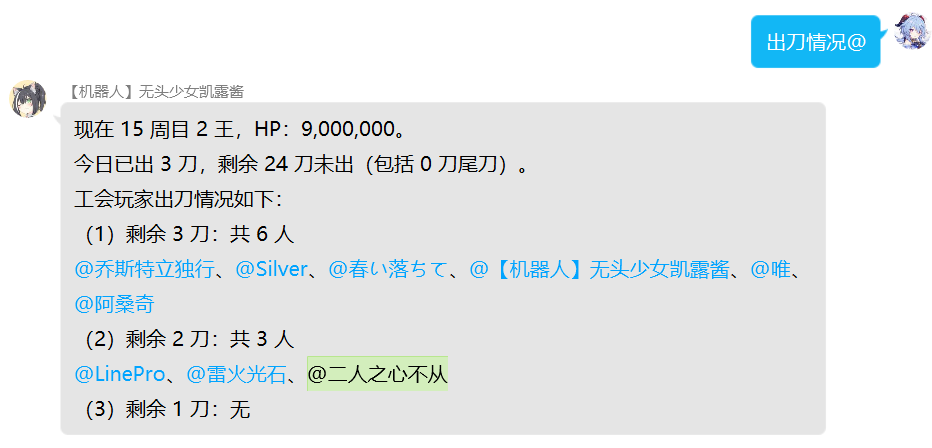 出刀情况@
【机器人】无头少女凯露酱
现在 15 周目 2 王，HP：9,000,000。
今日已出 3 刀，剩余 24 刀未出（包括 0 刀尾刀）。
工会玩家出刀情况如下：
（1）剩余 3 刀：共 6 人
@乔斯特立独行、@Silver、@春い落ちて、@【机器人】无头少女凯露酱、@唯、
@阿桑奇
（2）剩余 2 刀：共 3 人
@LinePro、@雷火光石、@二人之心不从
（3）剩余 1 刀：无